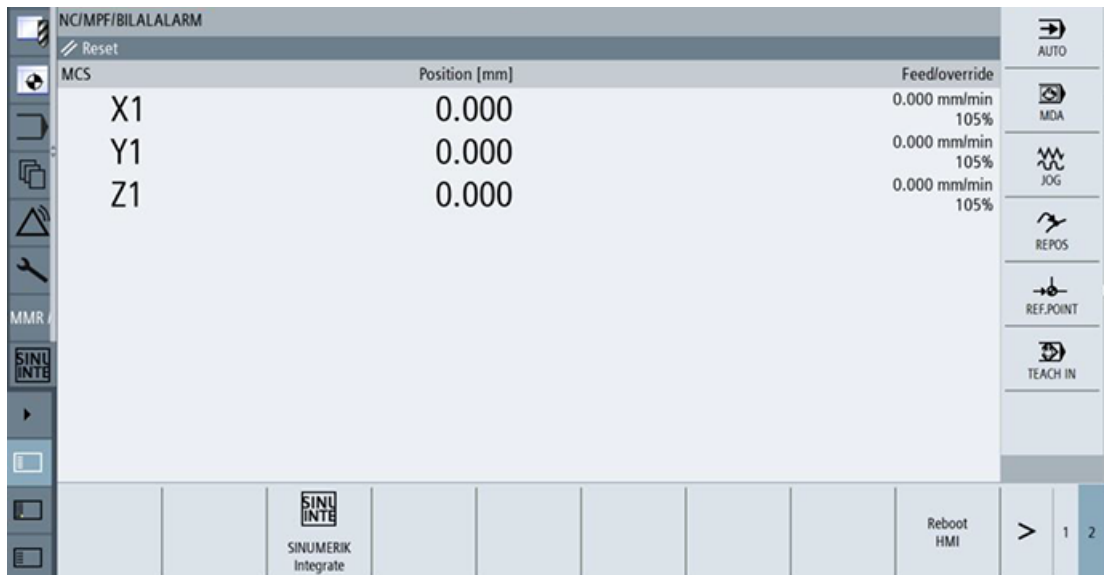 NC/MPF/BILALALARM
Reset
MCS Position [mm] Feed/override
X1 0.000 0.000 mm/min
105%
Y1 0.000 0.000 mm/min
105%
Z1 0.000 0.000 mm/min
105%
AUTO
MDA
JOG
REPOS
REF.POINT
TEACH IN
MMR /
SINU
INTE
SINU
INTE
SINUMERIK
Integrate
Reboot
HMI
> 1 2